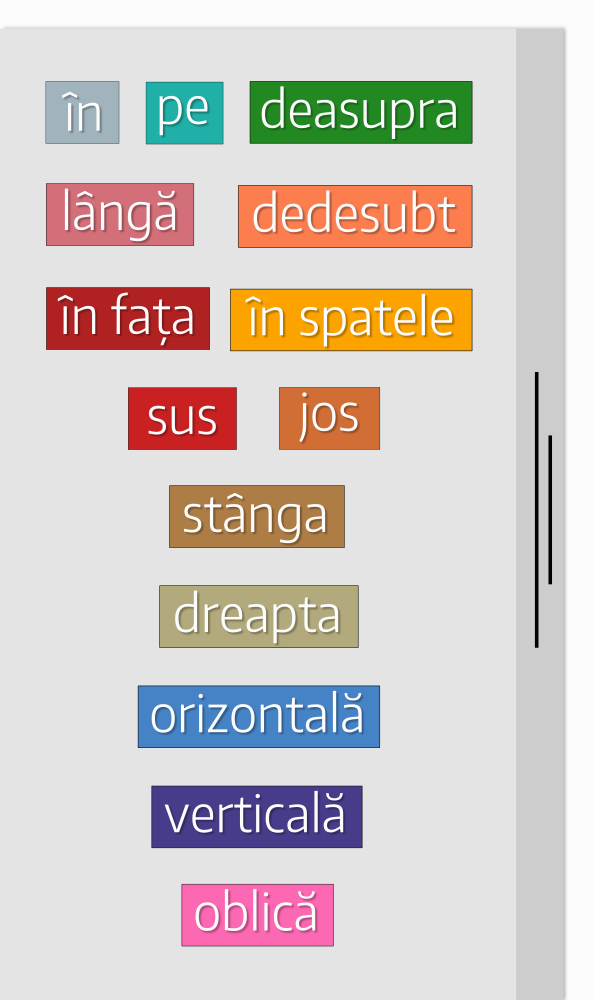 în pe deasupra
lângă dedesubt
în fața în spatele
sus jos
stânga
dreapta
orizontală
verticală
oblică